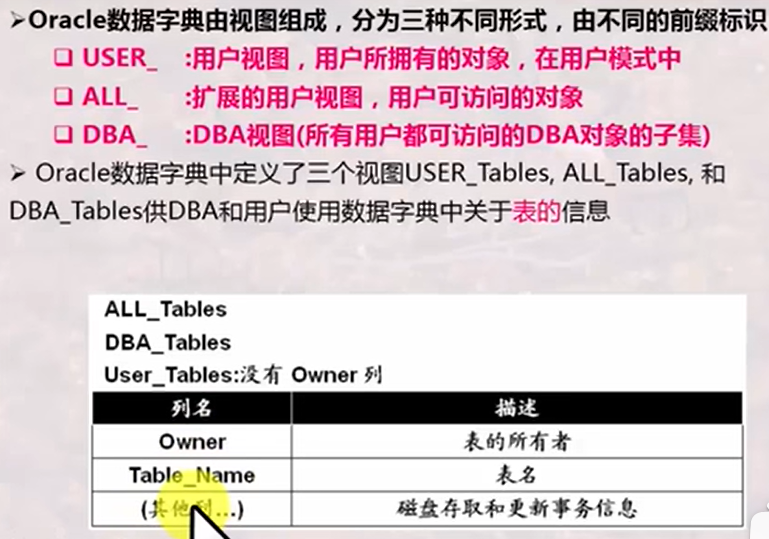 ➢Oracle数据字典由视图组成，分为三种不同形式，由不同的前缀标识
❑ USER_ :用户视图，用户所拥有的对象，在用户模式中
❑ ALL_ :扩展的用户视图，用户可访问的对象
❑ DBA_ :DBA视图(所有用户都可访问的DBA对象的子集)
➢ Oracle数据字典中定义了三个视图USER_Tables, ALL_Tables, 和
DBA_Tables供DBA和用户使用数据字典中关于表的信息
ALL_Tables
DBA_Tables
User_Tables:没有 Owner 列
列名 描述
Owner 表的所有者
Table_Name 表名
(其他列...) 磁盘存取和更新事务信息